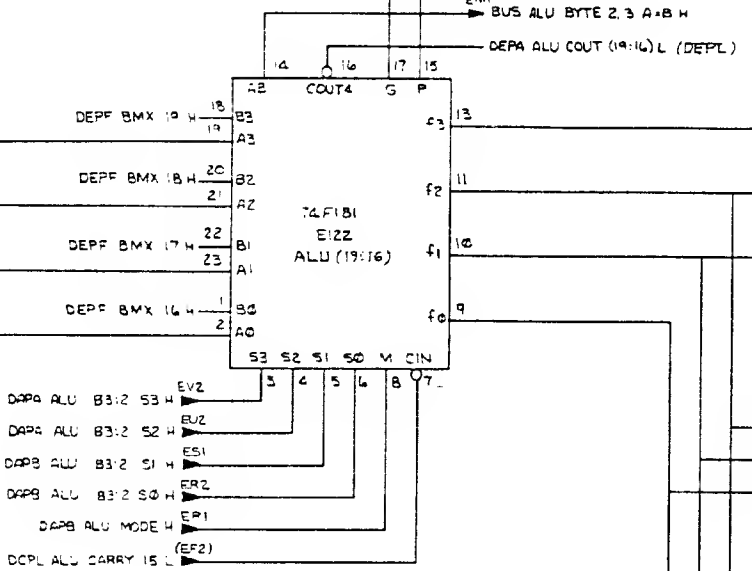 BUS ALU BYTE 2,3 A=B H
DEPA ALU COUT (19:16) L (DEPL)
14 16 17 15
AB COUT4 G P
DEPF BMX 19 H 18 B3
19 A3
f3 13
DEPF BMX 18 H 20 B2
21 A2
f2 11
74F181
E122
ALU (19:16)
DEPF BMX 17 H 22 B1
23 A1
f1 10
DEPF BMX 16 H 1 B0
2 A0
f0 9
S3 S2 S1 S0 M CIN
3 4 5 6 8 7
DAPA ALU B3:2 S3 H EV2
DAPA ALU B3:2 S2 H EU2
DAPB ALU B3:2 S1 H ES1
DAPB ALU B3:2 S0 H ER2
DAPB ALU MODE H EP1
DCPL ALU CARRY 15 L (EF2)